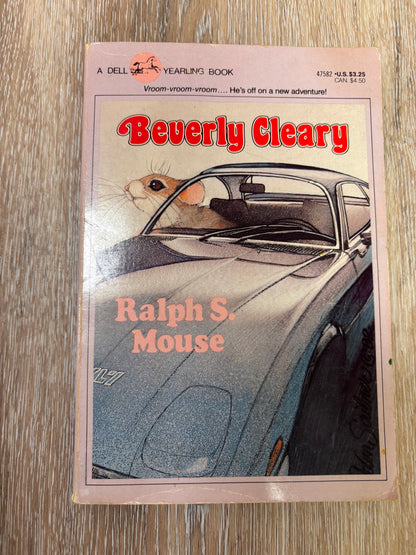 A DELL YEARLING BOOK
47582 • U.S. $3.25
CAN. $4.50
Vroom-vroom-vroom.... He's off on a new adventure!
Beverly Cleary
Ralph S.
Mouse